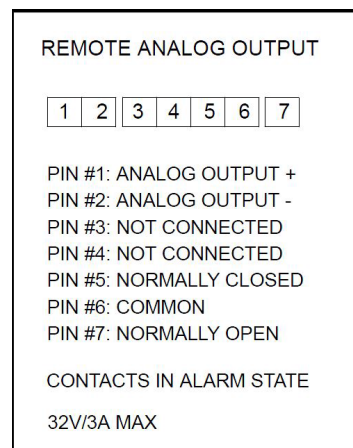 REMOTE ANALOG OUTPUT
1 2 3 4 5 6 7
PIN #1: ANALOG OUTPUT +
PIN #2: ANALOG OUTPUT -
PIN #3: NOT CONNECTED
PIN #4: NOT CONNECTED
PIN #5: NORMALLY CLOSED
PIN #6: COMMON
PIN #7: NORMALLY OPEN
CONTACTS IN ALARM STATE
32V/3A MAX